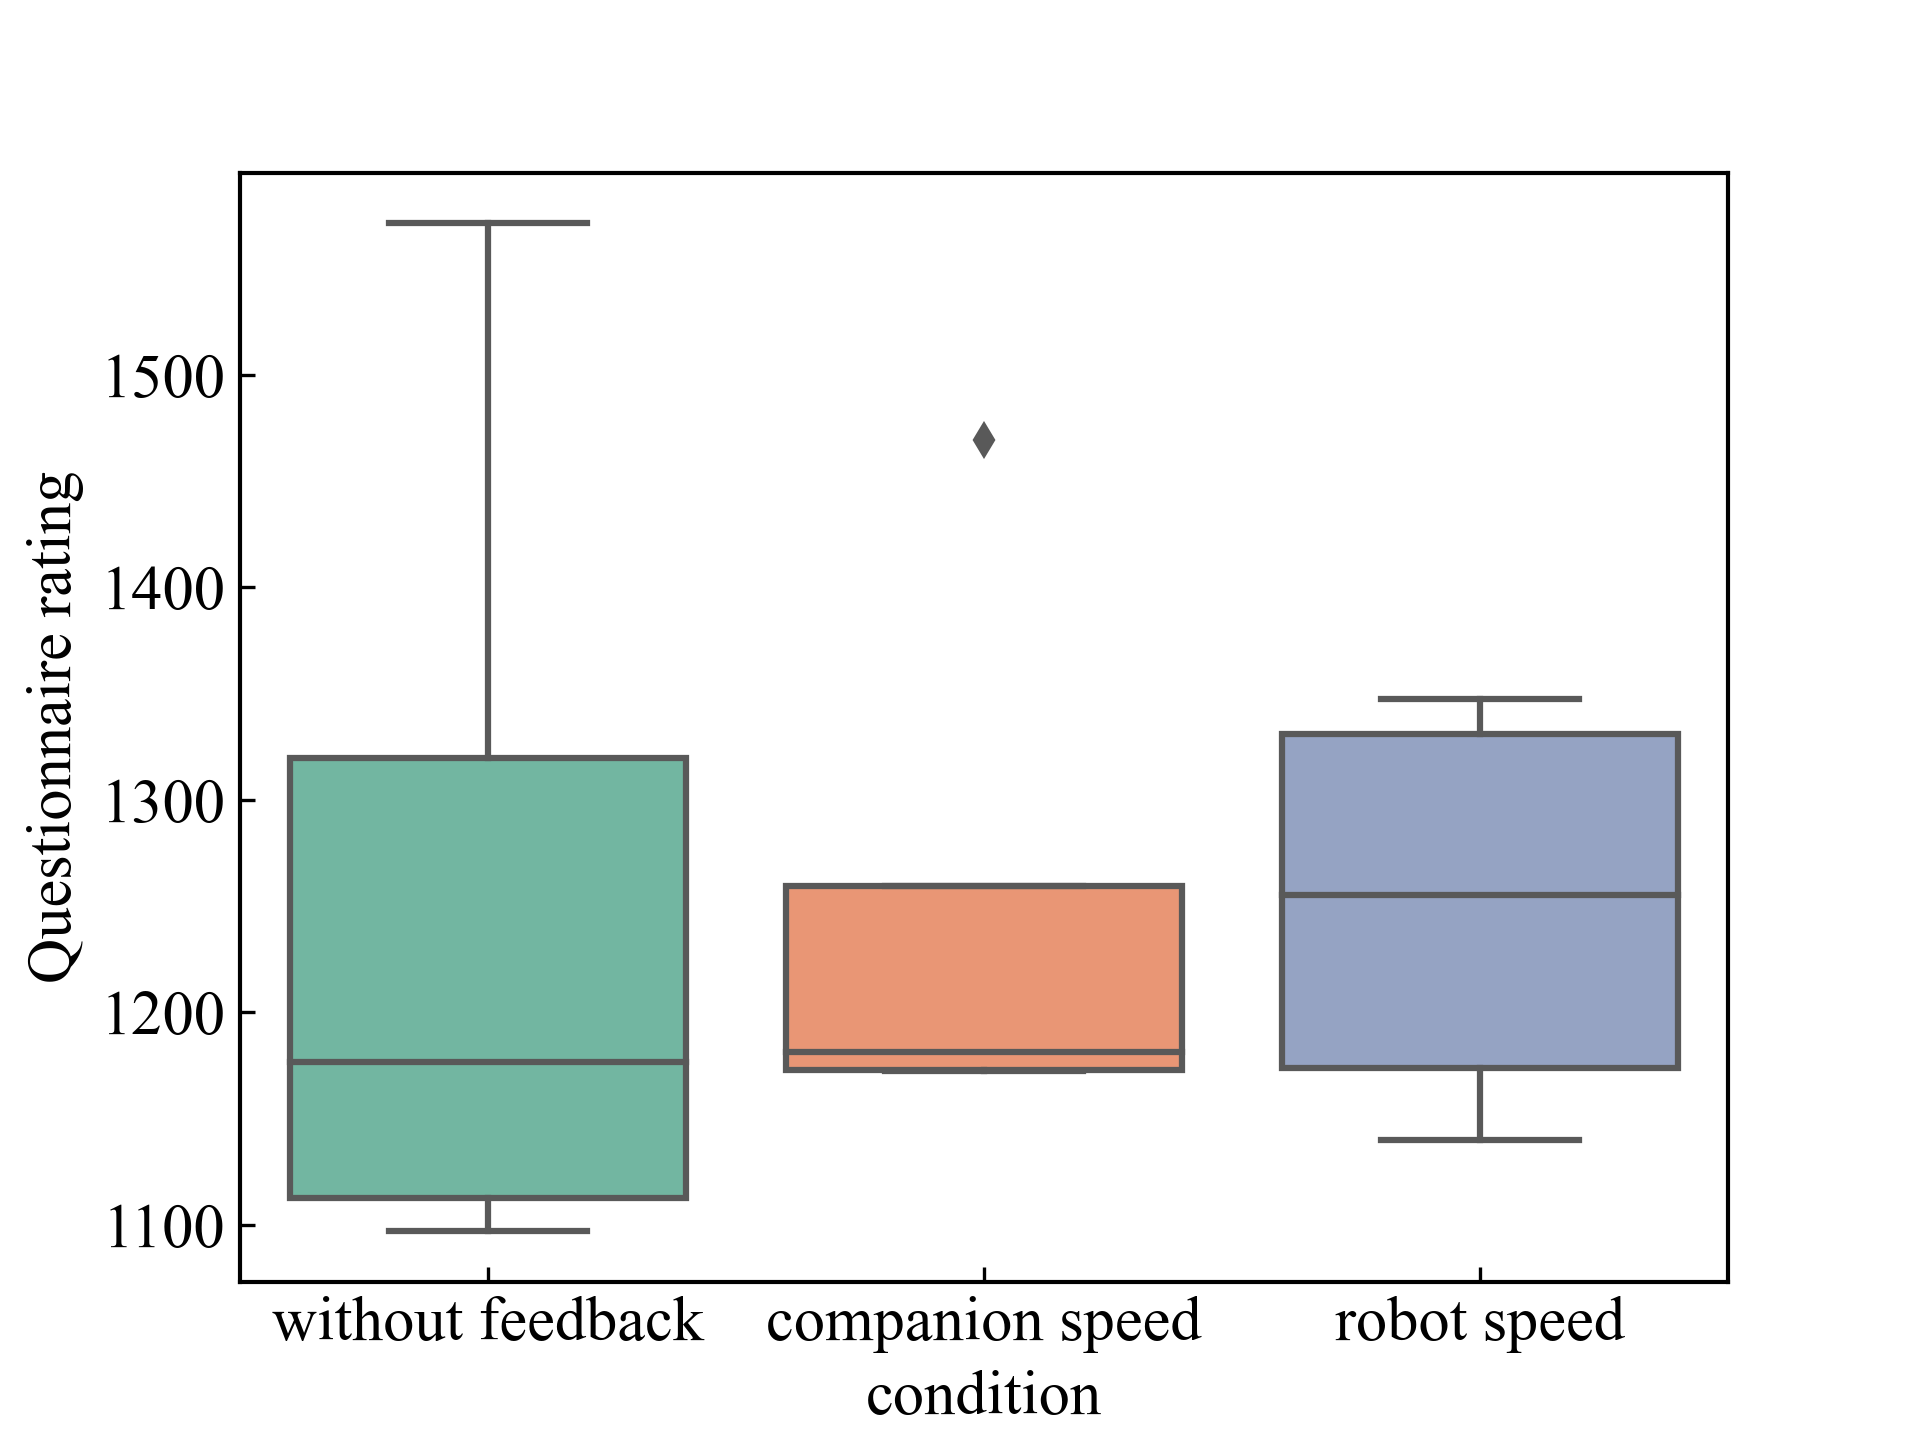 Questionnaire rating
1500
1400
1300
1200
1100
without feedback companion speed robot speed
condition